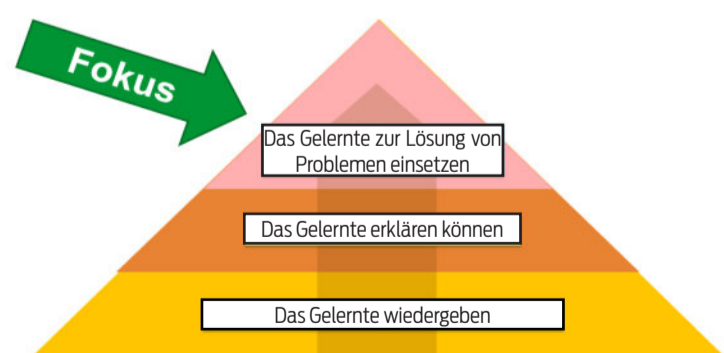 Fokus
Das Gelernte zur Lösung von
Problemen einsetzen
Das Gelernte erklären können
Das Gelernte wiedergeben